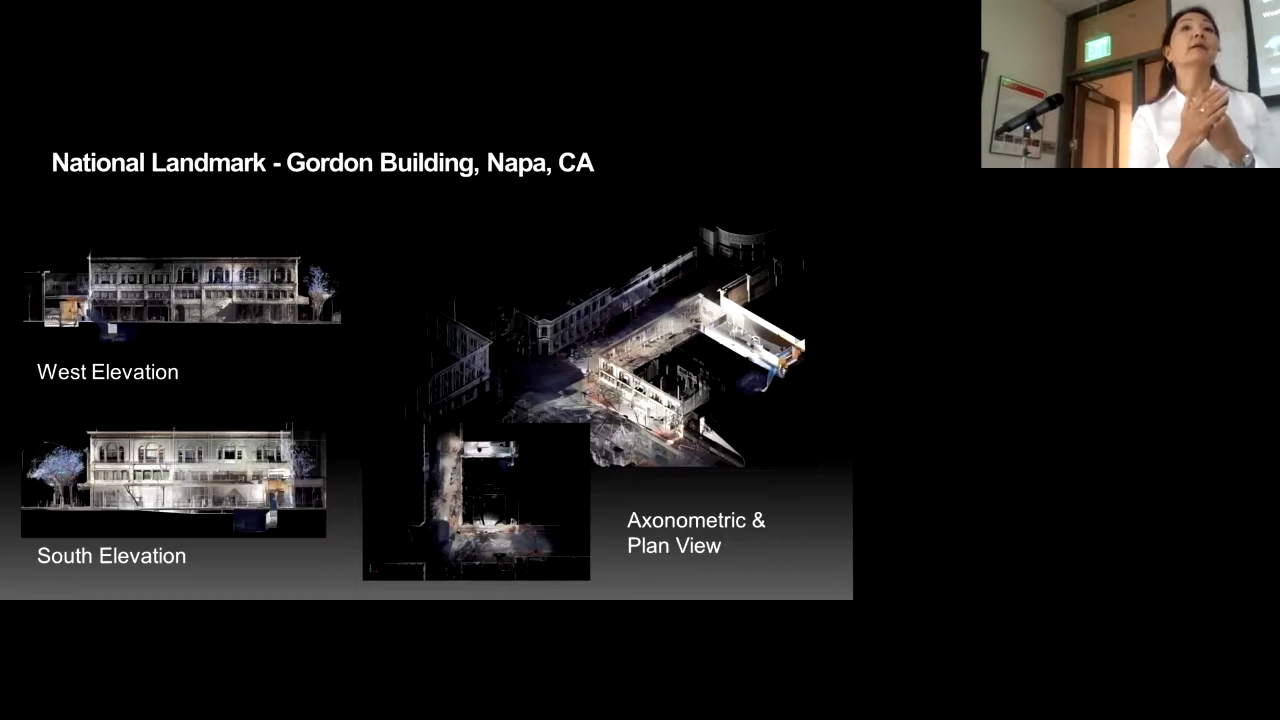 National Landmark - Gordon Building, Napa, CA
West Elevation
South Elevation
Axonometric &
Plan View
EXIT